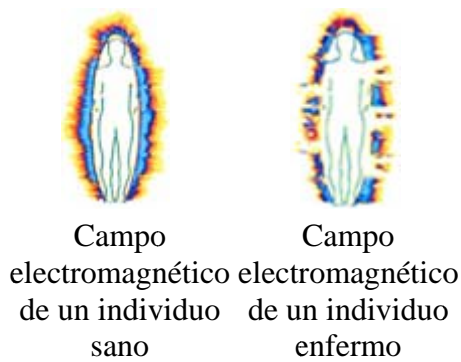 Campo
electromagnético
de un individuo
sano
Campo
electromagnético
de un individuo
enfermo